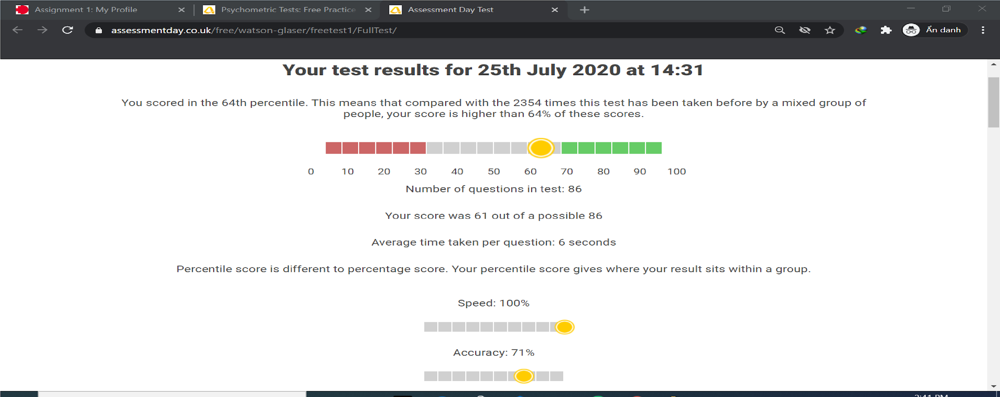 Assignment 1: My Profile
Psychometric Tests: Free Practice
Assessment Day Test
assessmentday.co.uk/free/watson-glaser/freetest1/FullTest/
Ẩn danh
Your test results for 25th July 2020 at 14:31
You scored in the 64th percentile. This means that compared with the 2354 times this test has been taken before by a mixed group of
people, your score is higher than 64% of these scores.
0 10 20 30 40 50 60 70 80 90 100
Number of questions in test: 86
Your score was 61 out of a possible 86
Average time taken per question: 6 seconds
Percentile score is different to percentage score. Your percentile score gives where your result sits within a group.
Speed: 100%
Accuracy: 71%